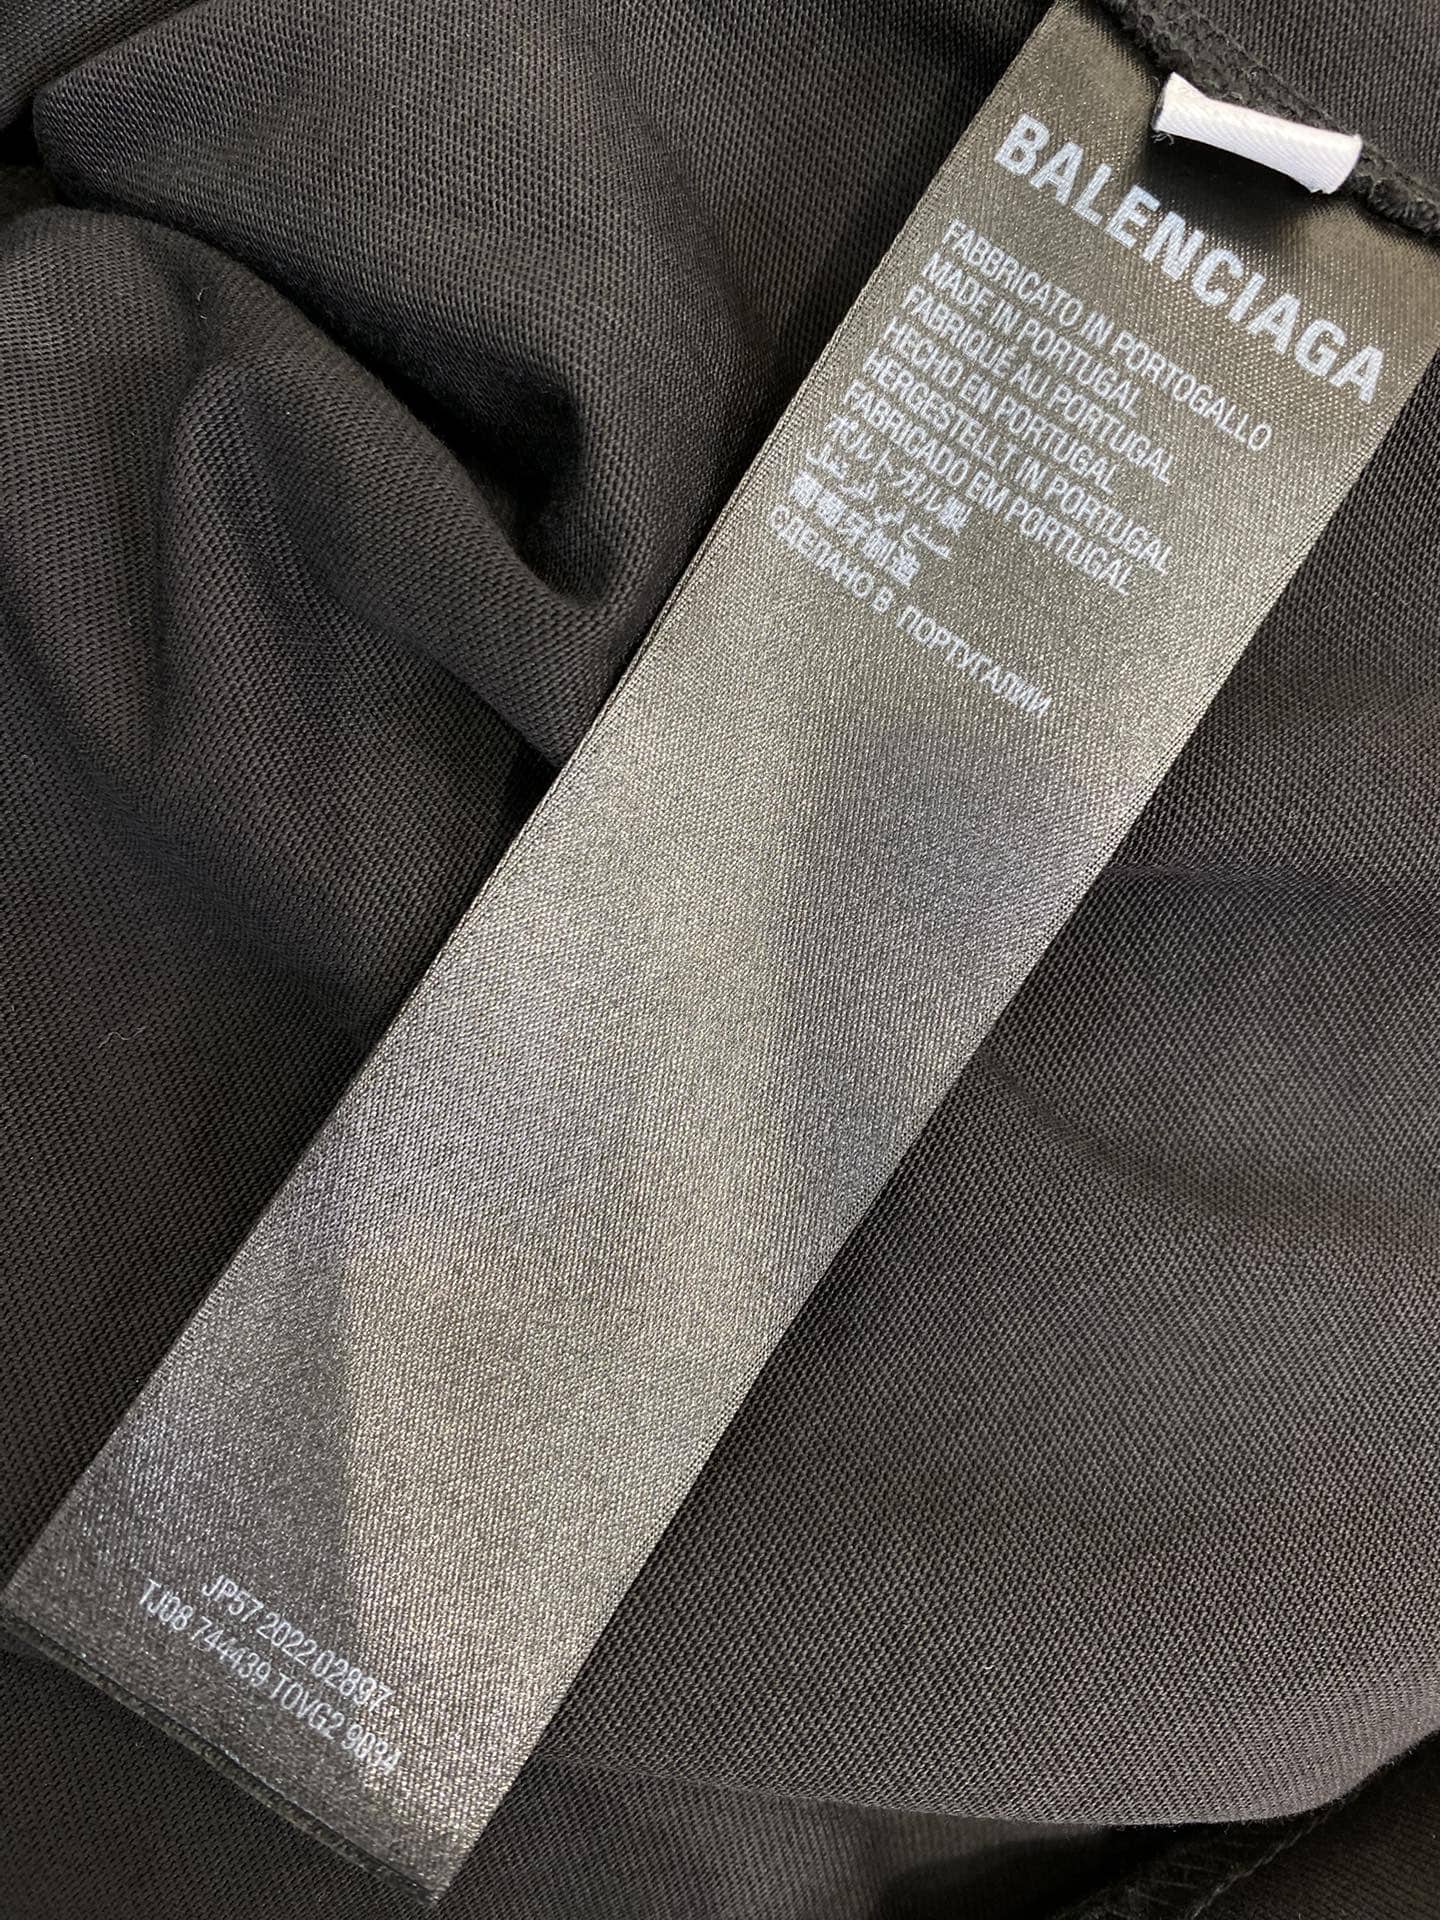 BALENCIAGA
FABBRICATO IN PORTOGALLO
MADE IN PORTUGAL
FABRIQUÉ AU PORTUGAL
HECHO EN PORTUGAL
HERGESTELLT IN PORTUGAL
FABRICADO EM PORTUGAL
ポルトガル製
葡萄牙制造
СДЕЛАНО В ПОРТУГАЛИИ
JP57 2022 02897
TJ08 744439 TOVG2 9034